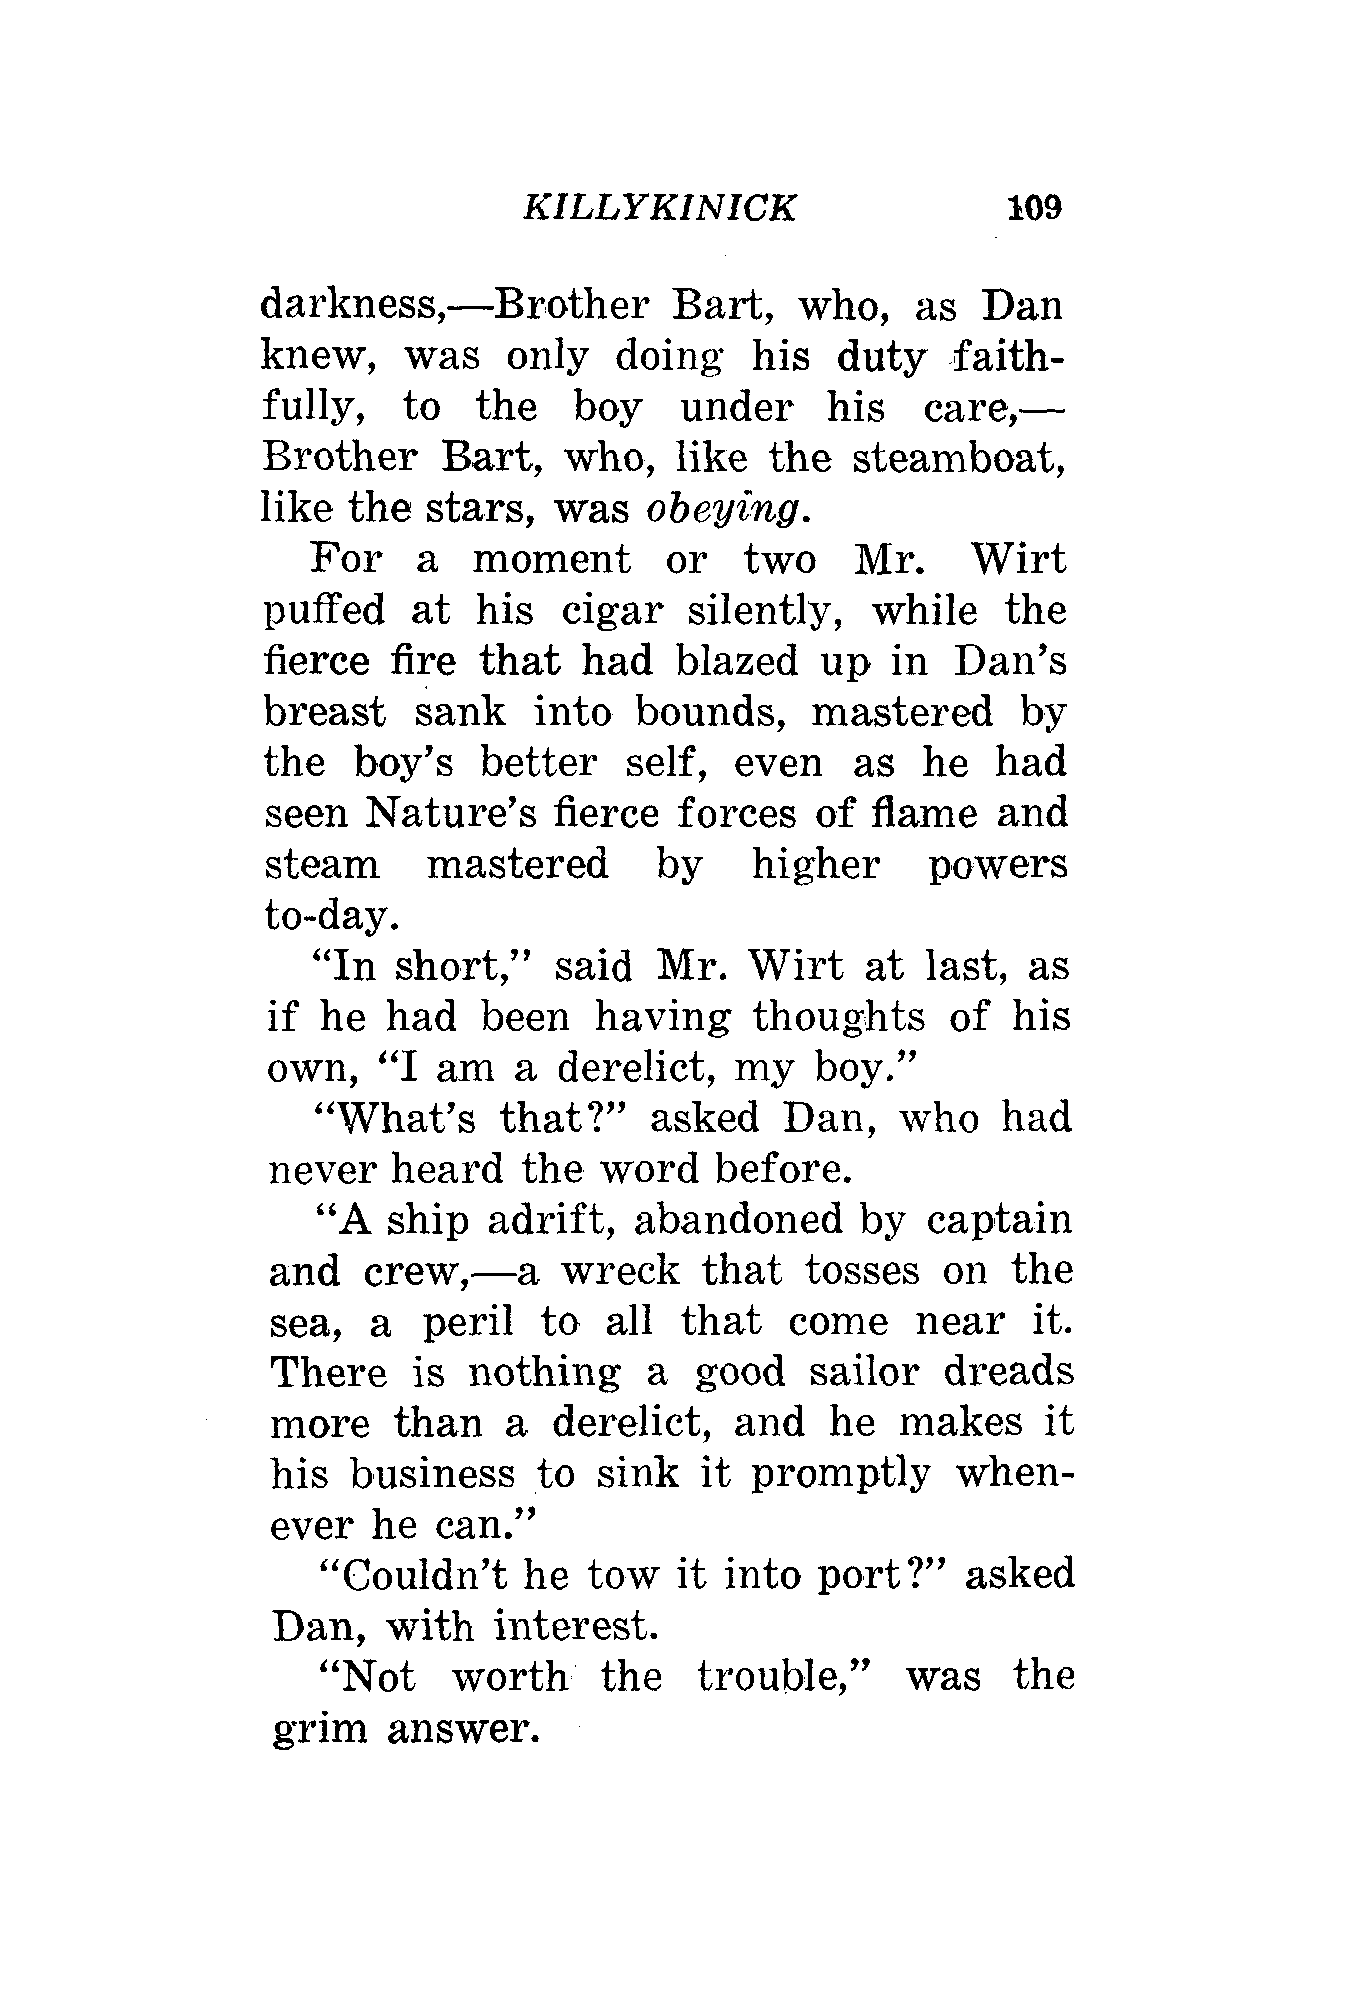 KILLYKINICK 109
darkness,—Brother Bart, who, as Dan
knew, was only doing his duty faith-
fully, to the boy under his care,—
Brother Bart, who, like the steamboat,
like the stars, was obeying.
For a moment or two Mr. Wirt
puffed at his cigar silently, while the
fierce fire that had blazed up in Dan's
breast sank into bounds, mastered by
the boy's better self, even as he had
seen Nature's fierce forces of flame and
steam mastered by higher powers
to-day.
“In short,” said Mr. Wirt at last, as
if he had been having thoughts of his
own, “I am a derelict, my boy.”
“What's that?” asked Dan, who had
never heard the word before.
“A ship adrift, abandoned by captain
and crew,—a wreck that tosses on the
sea, a peril to all that come near it.
There is nothing a good sailor dreads
more than a derelict, and he makes it
his business to sink it promptly when-
ever he can.”
“Couldn't he tow it into port?” asked
Dan, with interest.
“Not worth the trouble,” was the
grim answer.